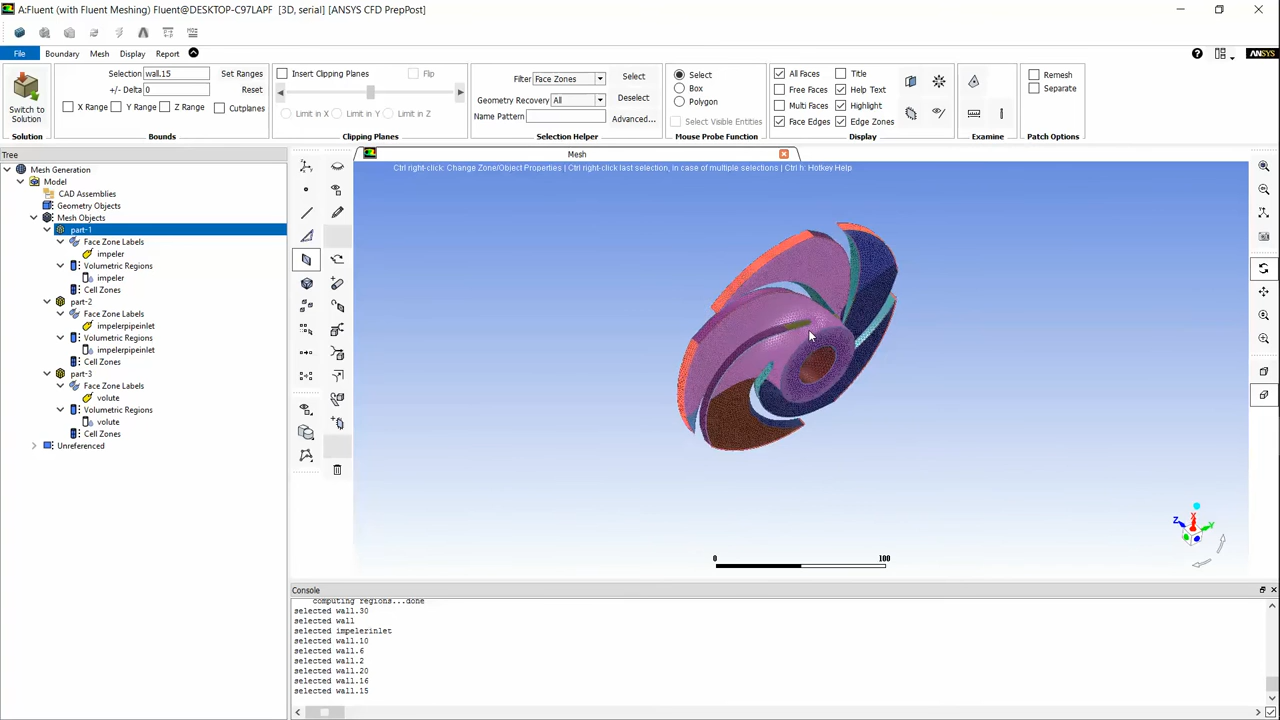 A:Fluent (with Fluent Meshing) Fluent@DESKTOP-C97LAPF [3D, serial] [ANSYS CFD PrepPost]
File Boundary Mesh Display Report
ANSYS
Switch to
Solution
Solution
Selection wall.15 Set Ranges
+/- Delta 0 Reset
X Range Y Range Z Range Cutplanes
Bounds
Insert Clipping Planes Flip
Limit in X Limit in Y Limit in Z
Clipping Planes
Filter Face Zones Select
Geometry Recovery All Deselect
Name Pattern Advanced...
Selection Helper
Select
Box
Polygon
Select Visible Entities
Mouse Probe Function
All Faces Title
Free Faces Help Text
Multi Faces Highlight
Face Edges Edge Zones
Display
Examine
Remesh
Separate
Patch Options
Tree
Mesh Generation
Model
CAD Assemblies
Geometry Objects
Mesh Objects
part-1
Face Zone Labels
impeler
Volumetric Regions
impeler
Cell Zones
part-2
Face Zone Labels
impelerpipeinlet
Volumetric Regions
impelerpipeinlet
Cell Zones
part-3
Face Zone Labels
volute
Volumetric Regions
volute
Cell Zones
Unreferenced
Mesh
Ctrl right-click: Change Zone/Object Properties | Ctrl right-click last selection, in case of multiple selections | Ctrl h: Hotkey Help
X
Y
Z
0 100
Console
computing regions...done
selected wall.30
selected wall
selected impelerinlet
selected wall.10
selected wall.6
selected wall.2
selected wall.20
selected wall.16
selected wall.15